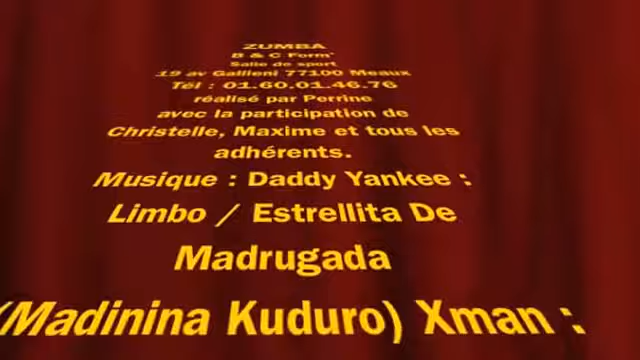 ZUMBA
B & C Form'
Salle de sport
19 av Gallieni 77100 Meaux
Tél : 01.60.01.46.76
réalisé par Perrine
avec la participation de
Christelle, Maxime et tous les
adhérents.
Musique : Daddy Yankee :
Limbo / Estrellita De
Madrugada
(Madinina Kuduro) Xman :